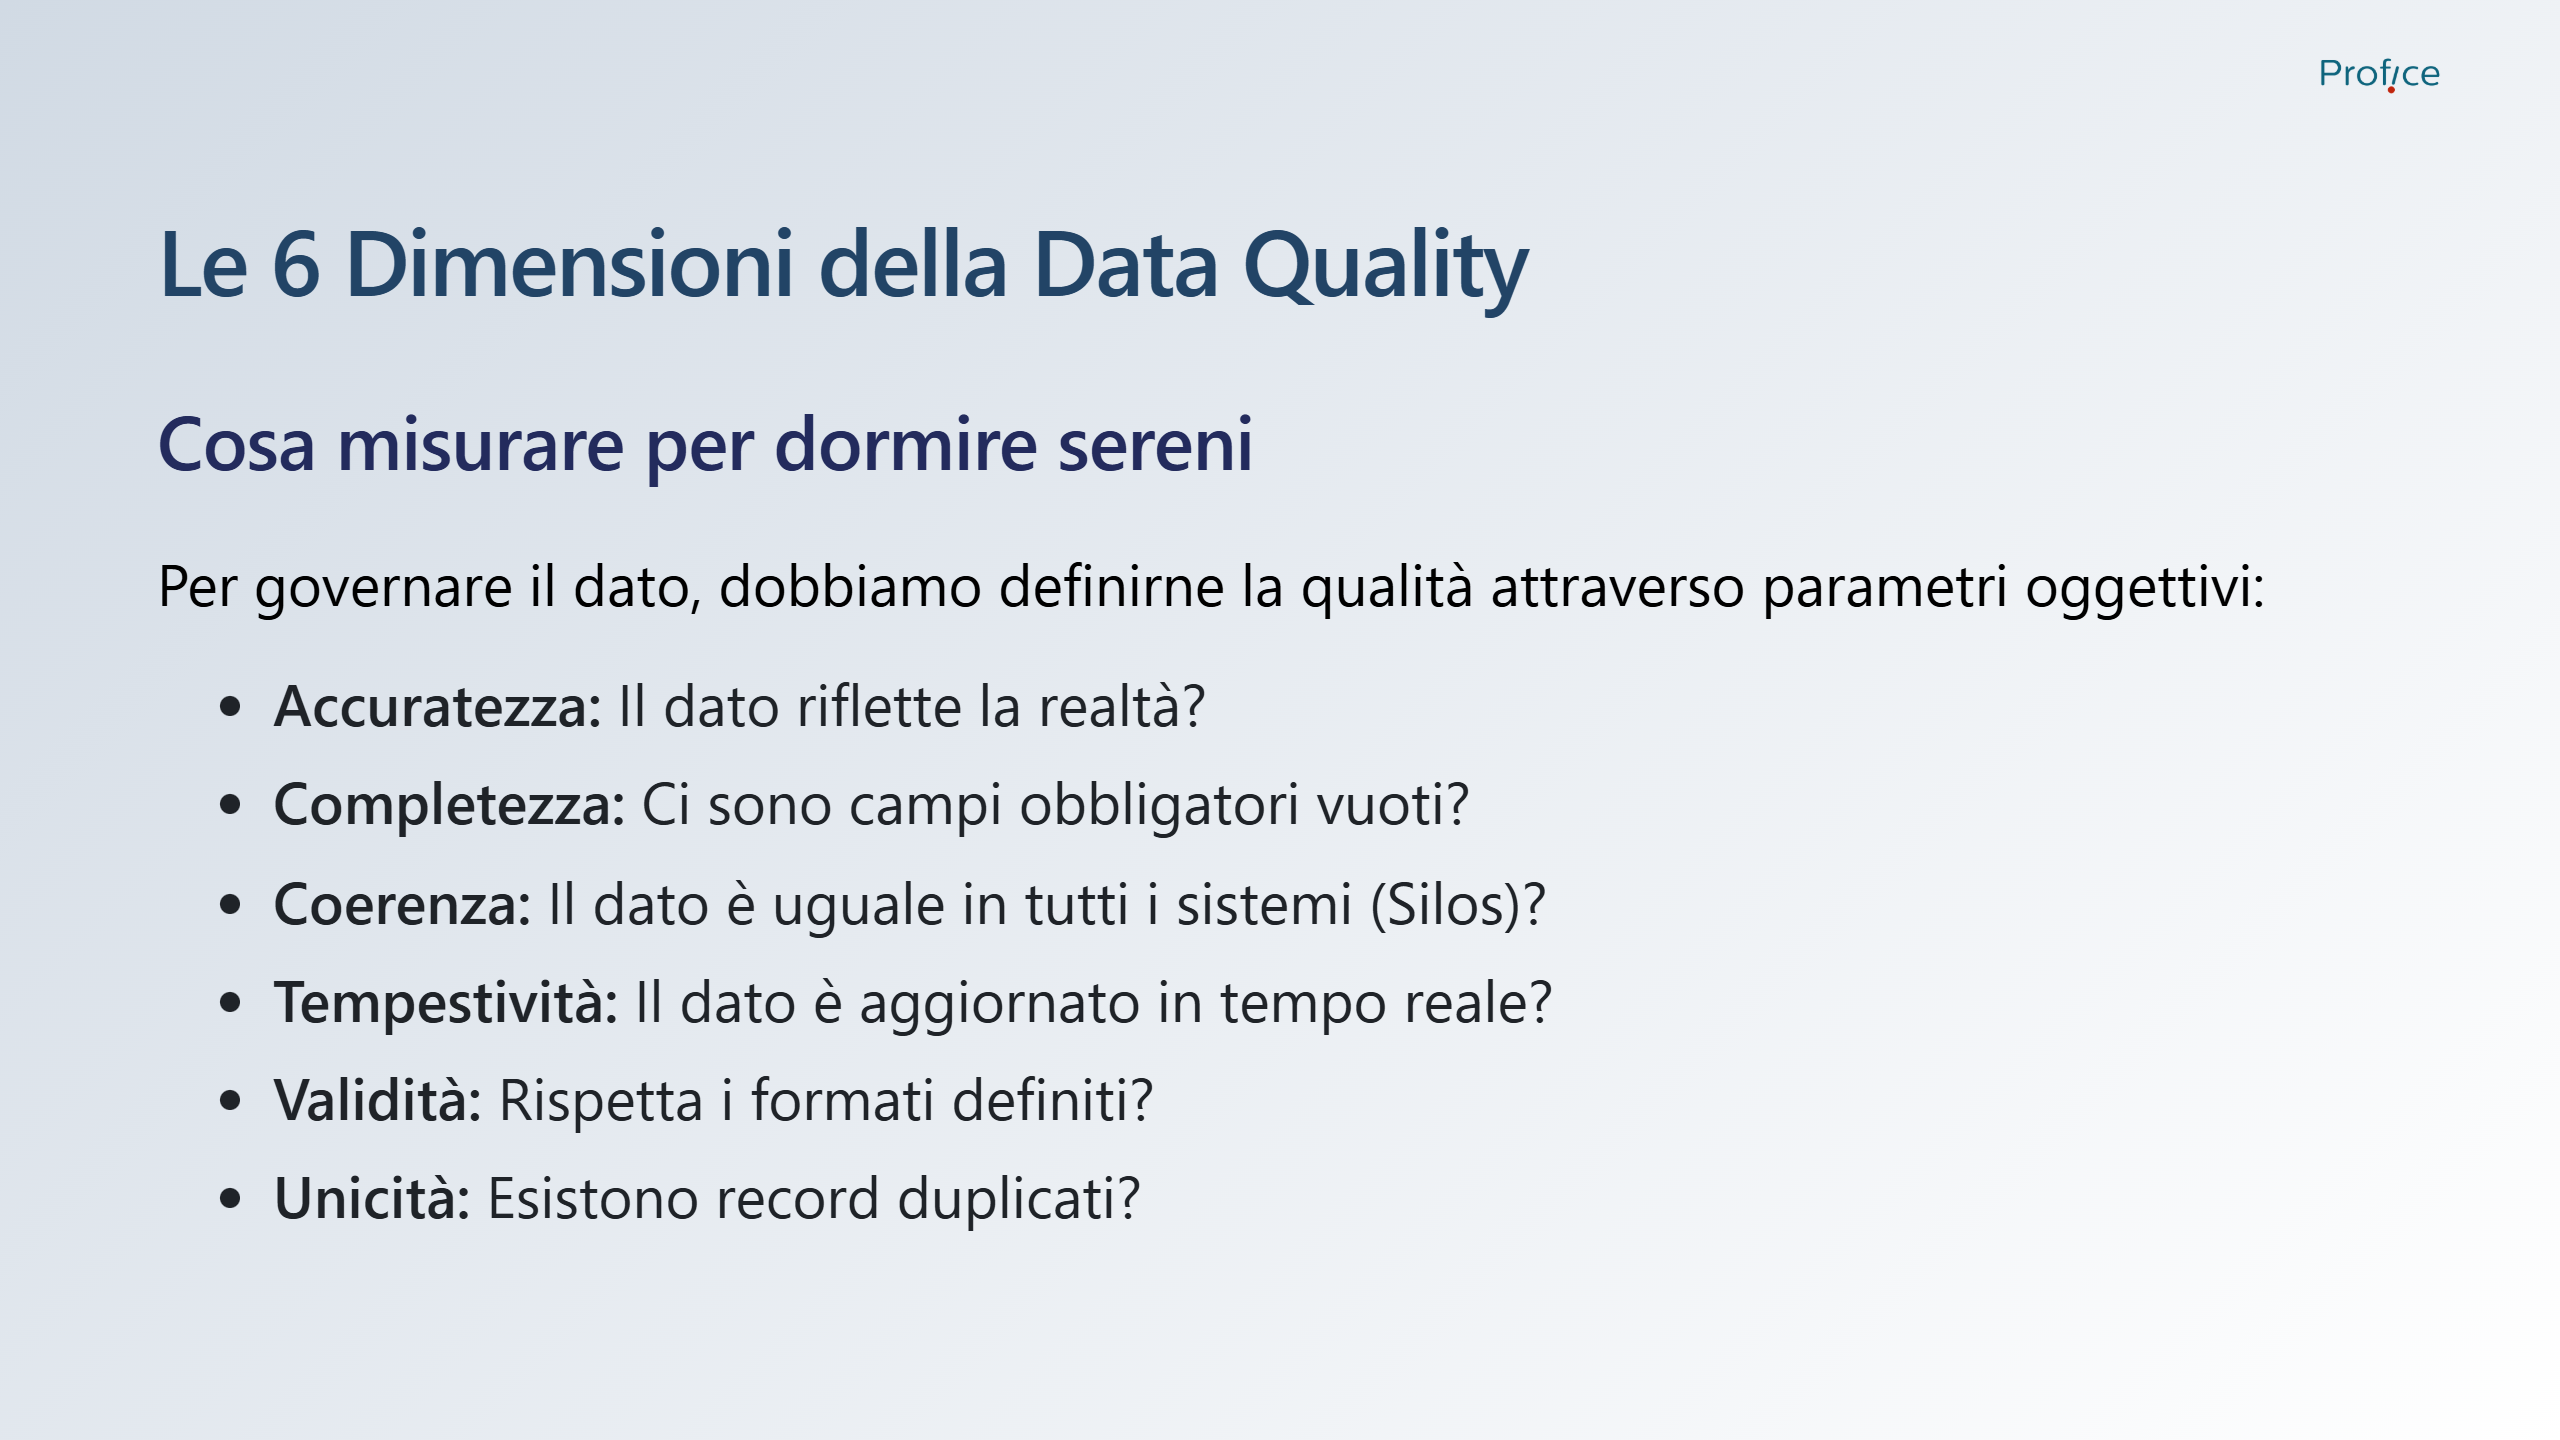 Profice
Le 6 Dimensioni della Data Quality
Cosa misurare per dormire sereni
Per governare il dato, dobbiamo definirne la qualità attraverso parametri oggettivi:
• Accuratezza: Il dato riflette la realtà?
• Completezza: Ci sono campi obbligatori vuoti?
• Coerenza: Il dato è uguale in tutti i sistemi (Silos)?
• Tempestività: Il dato è aggiornato in tempo reale?
• Validità: Rispetta i formati definiti?
• Unicità: Esistono record duplicati?